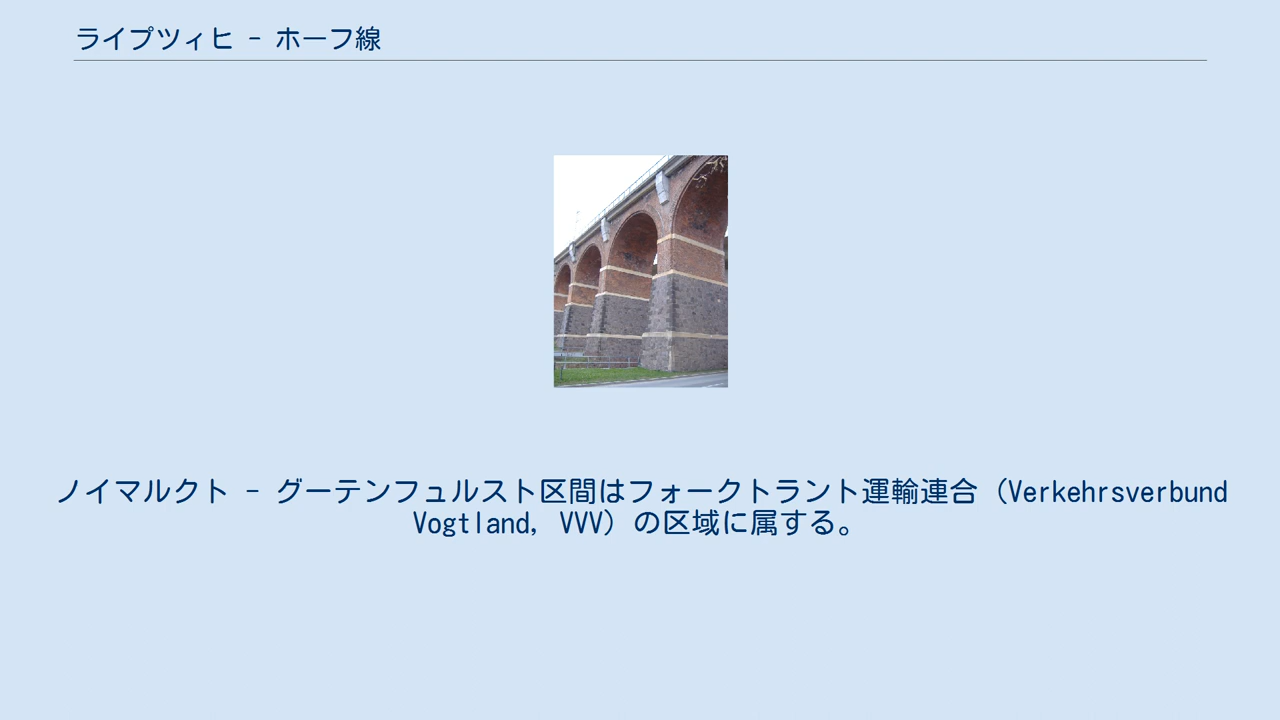 ライプツィヒ - ホーフ線
ノイマルクト - グーテンフュルスト区間はフォークトラント運輸連合（Verkehrsverbund
Vogtland, VVV）の区域に属する。